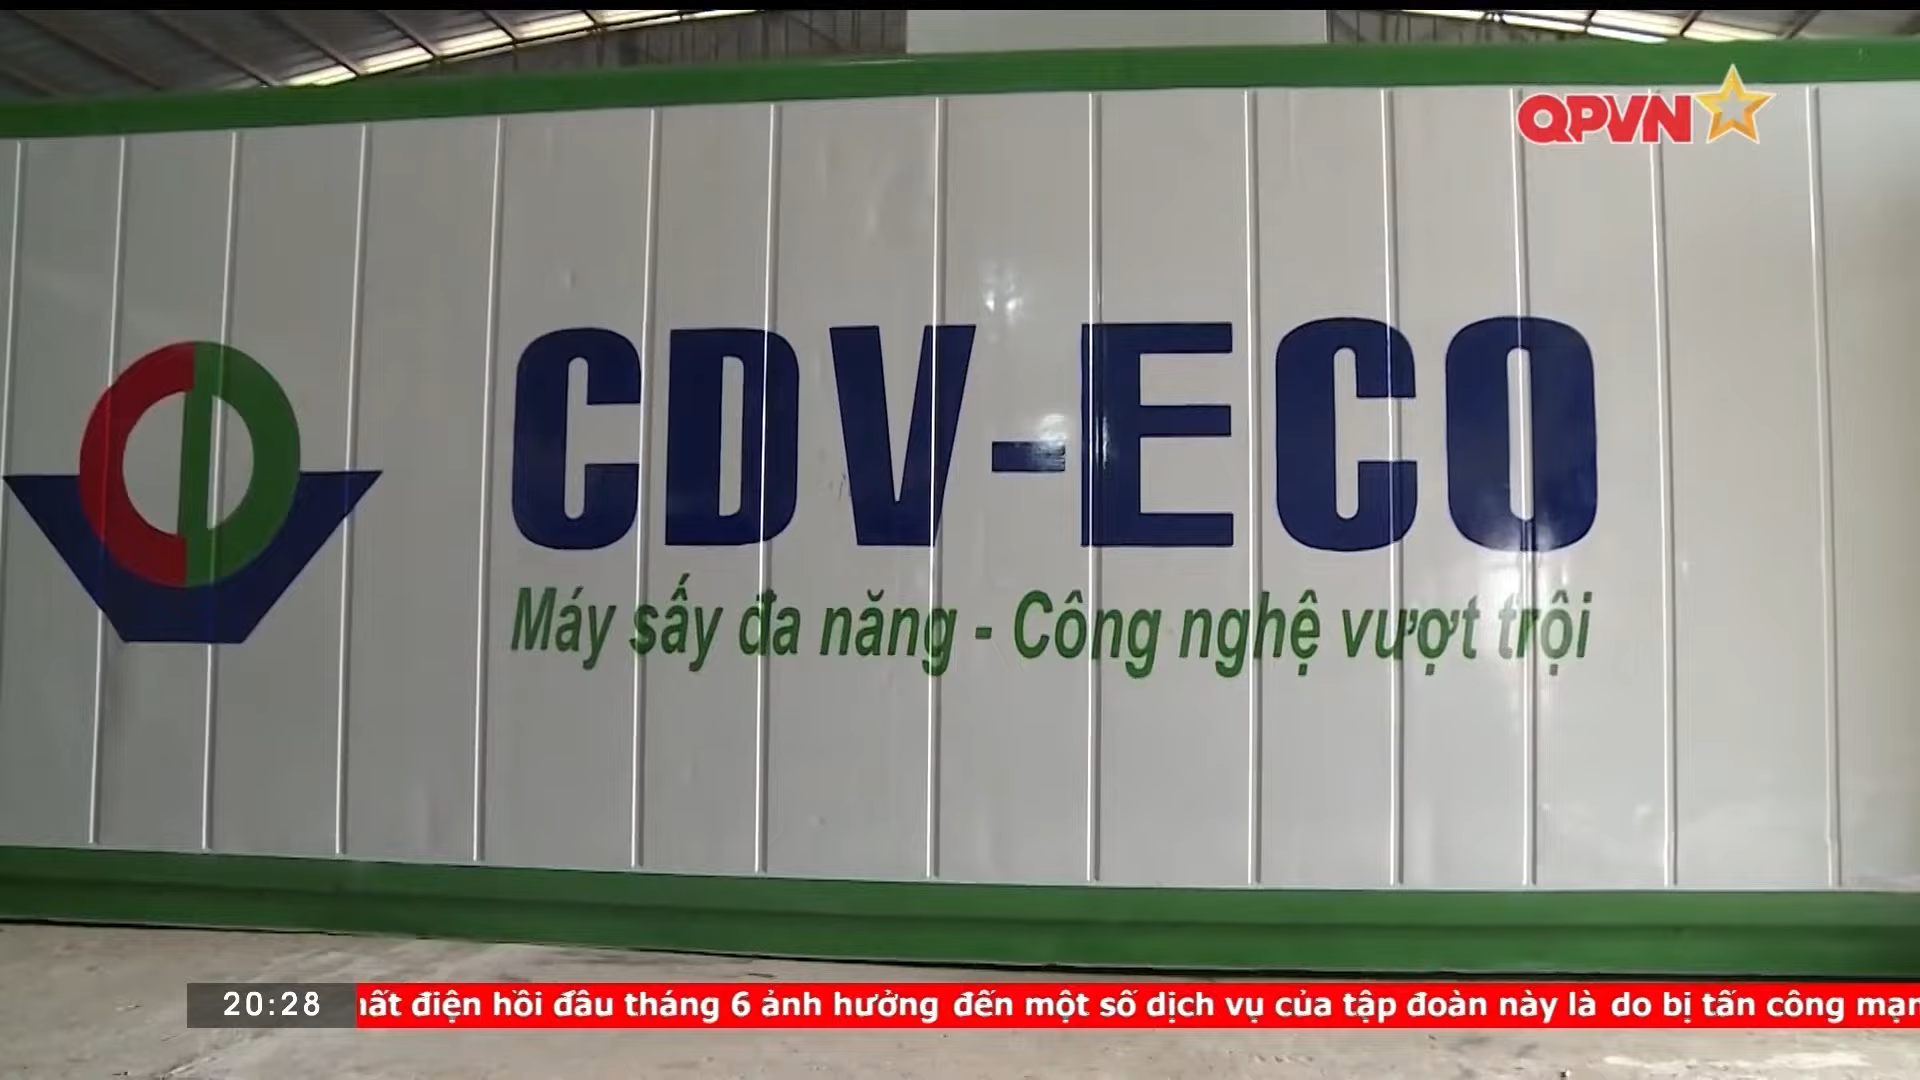 QPVN
CDV-ECO
Máy sấy đa năng - Công nghệ vượt trội
20:28
điện hồi đầu tháng 6 ảnh hưởng đến một số dịch vụ của tập đoàn này là do bị tấn công